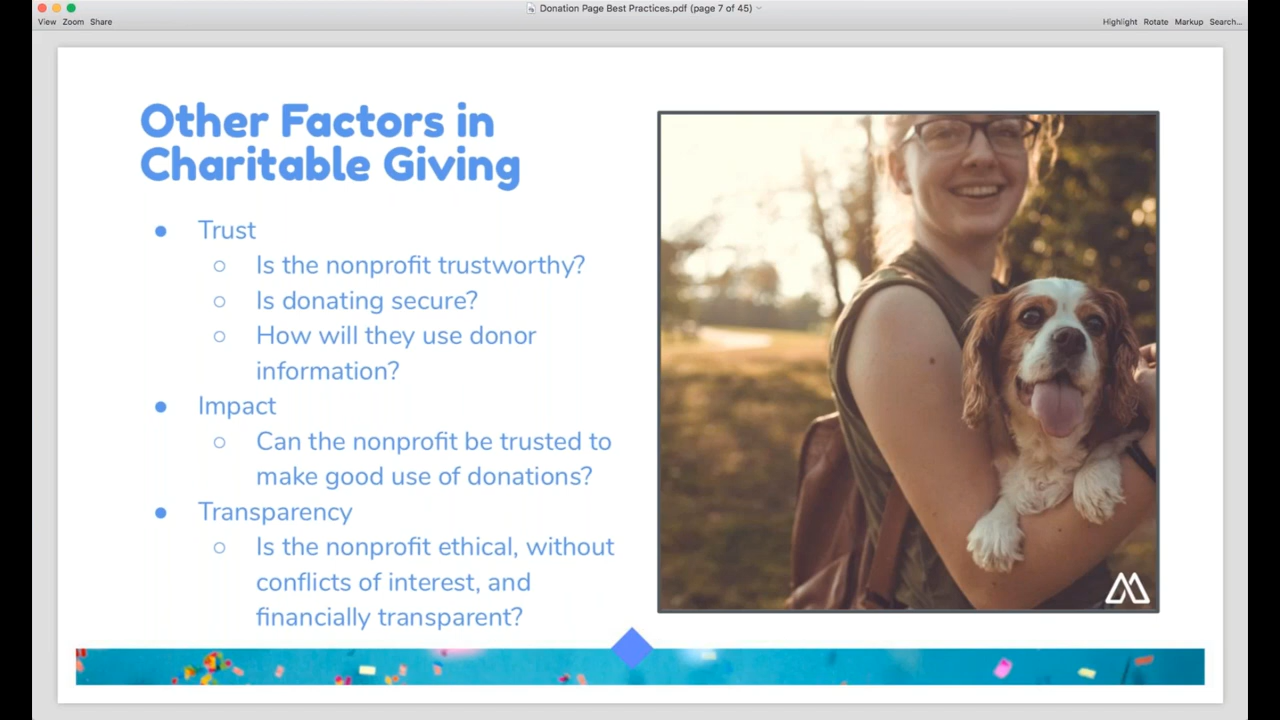 Donation Page Best Practices.pdf (page 7 of 45)
View Zoom Share
Highlight Rotate Markup Search...
Other Factors in
Charitable Giving
● Trust
○ Is the nonprofit trustworthy?
○ Is donating secure?
○ How will they use donor
information?
● Impact
○ Can the nonprofit be trusted to
make good use of donations?
● Transparency
○ Is the nonprofit ethical, without
conflicts of interest, and
financially transparent?